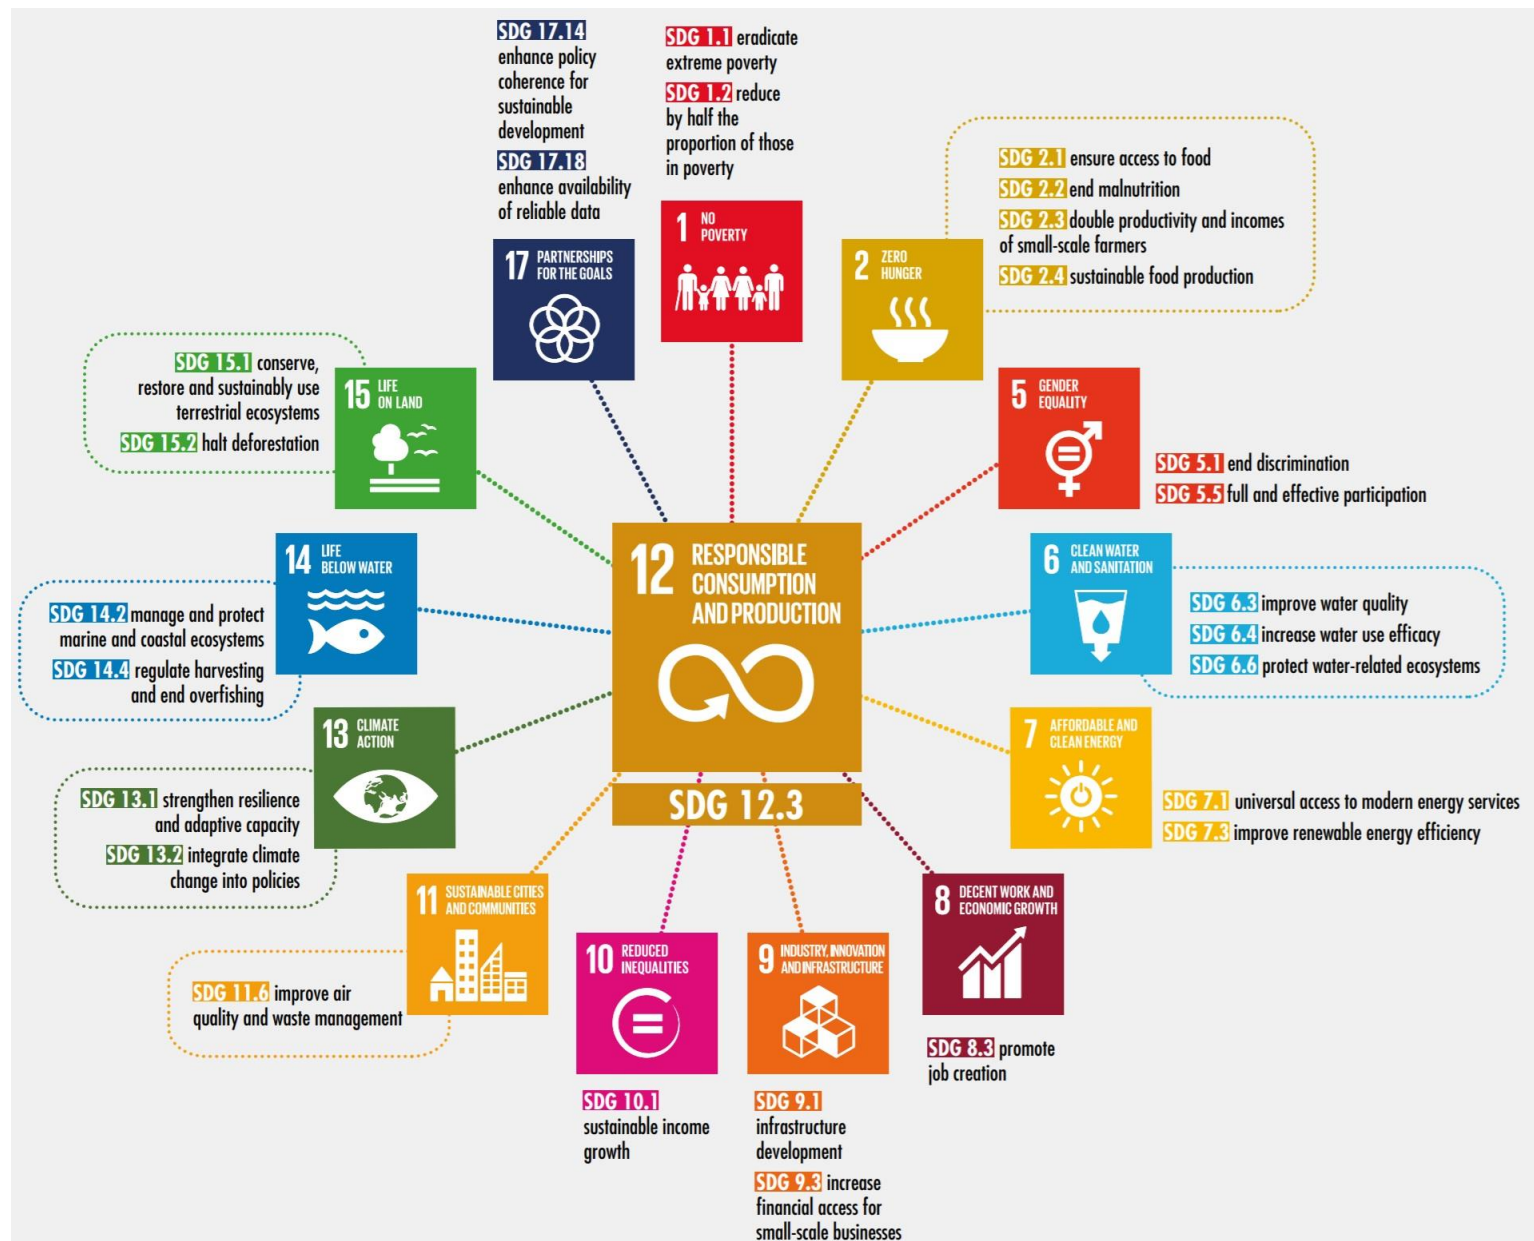 SDG 17.14
enhance policy
coherence for
sustainable
development
SDG 17.18
enhance availability
of reliable data
17 PARTNERSHIPS
FOR THE GOALS
SDG 1.1 eradicate
extreme poverty
SDG 1.2 reduce
by half the
proportion of those
in poverty
1 NO
POVERTY
2 ZERO
HUNGER
SDG 2.1 ensure access to food
SDG 2.2 end malnutrition
SDG 2.3 double productivity and incomes
of small-scale farmers
SDG 2.4 sustainable food production
5 GENDER
EQUALITY
SDG 5.1 end discrimination
SDG 5.5 full and effective participation
6 CLEAN WATER
AND SANITATION
SDG 6.3 improve water quality
SDG 6.4 increase water use efficacy
SDG 6.6 protect water-related ecosystems
7 AFFORDABLE AND
CLEAN ENERGY
SDG 7.1 universal access to modern energy services
SDG 7.3 improve renewable energy efficiency
8 DECENT WORK AND
ECONOMIC GROWTH
SDG 8.3 promote
job creation
9 INDUSTRY, INNOVATION
AND INFRASTRUCTURE
SDG 9.1
infrastructure
development
SDG 9.3 increase
financial access for
small-scale businesses
10 REDUCED
INEQUALITIES
SDG 10.1
sustainable income
growth
11 SUSTAINABLE CITIES
AND COMMUNITIES
SDG 11.6 improve air
quality and waste management
13 CLIMATE
ACTION
SDG 13.1 strengthen resilience
and adaptive capacity
SDG 13.2 integrate climate
change into policies
14 LIFE
BELOW WATER
SDG 14.2 manage and protect
marine and coastal ecosystems
SDG 14.4 regulate harvesting
and end overfishing
15 LIFE
ON LAND
SDG 15.1 conserve,
restore and sustainably use
terrestrial ecosystems
SDG 15.2 halt deforestation
12 RESPONSIBLE
CONSUMPTION
AND PRODUCTION
SDG 12.3